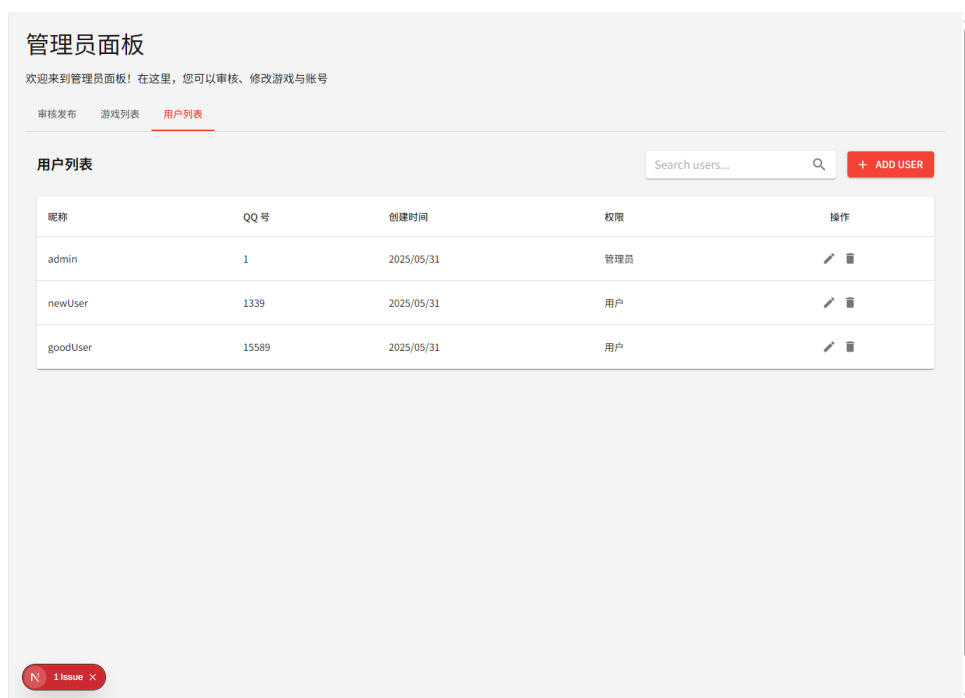 管理员面板
欢迎来到管理员面板！在这里，您可以审核、修改游戏与账号
审核发布 游戏列表 用户列表
用户列表 Search users... + ADD USER
昵称 QQ 号 创建时间 权限 操作
admin 1 2025/05/31 管理员
newUser 1339 2025/05/31 用户
goodUser 15589 2025/05/31 用户
N 1 Issue ×